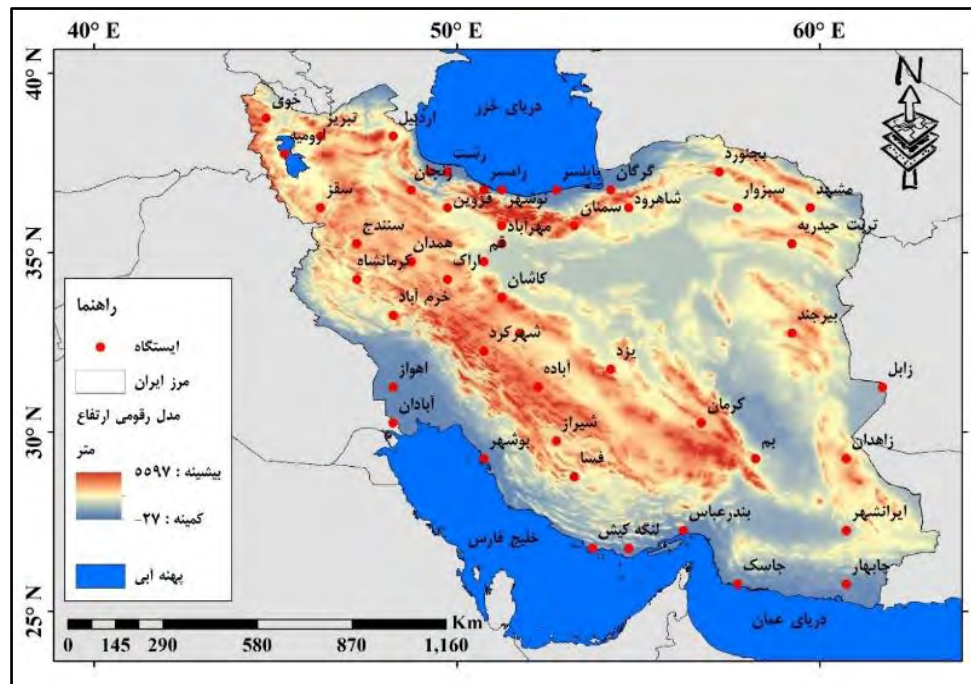 40° E
50° E
60° E
40° N
35° N
30° N
25° N
N
دریای خزر
خوی
تبریز
ارومیه
اردبیل
رشت
زنجان
رامسر
بابلسر
گرگان
بجنورد
قزوین
نوشهر
سمنان
شاهرود
سبزوار
مشهد
سقز
مهرآباد
تربت حیدریه
سنندج
همدان
قم
کرمانشاه
اراک
کاشان
خرم آباد
شهرکرد
بیرجند
یزد
اهواز
آباده
زابل
آبادان
کرمان
شیراز
بوشهر
بم
زاهدان
فسا
بندرعباس
ایرانشهر
لنگه
کیش
خلیج فارس
جاسک
چابهار
دریای عمان
راهنما
ایستگاه
مرز ایران
مدل رقومی ارتفاع
متر
بیشینه : ۵۵۹۷
کمینه : ۲۷-
پهنه آبی
Km
0 145 290 580 870 1,160